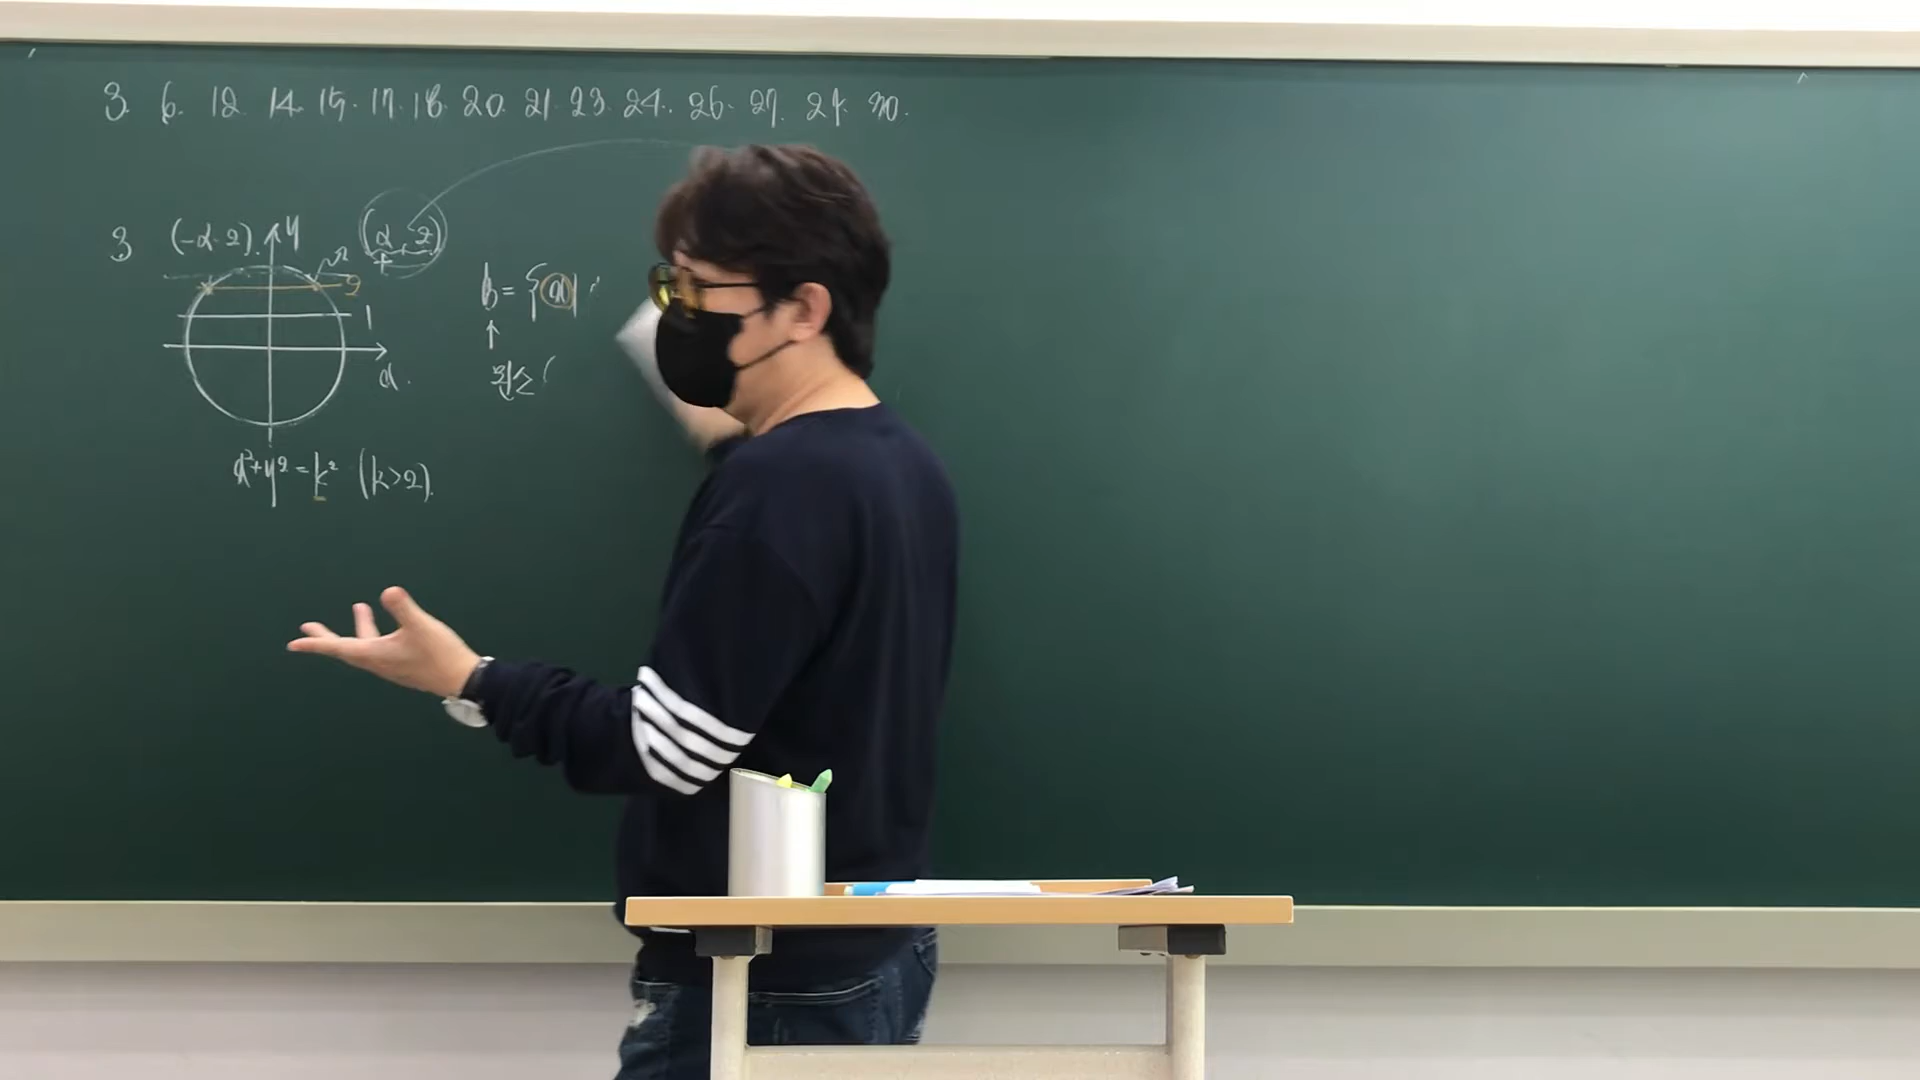 3. 6. 12. 14. 15. 17. 18. 20. 21. 23. 24. 26. 27. 29. 30.
3
(-α, 2)
y
(α, 2)
+
2
1
x
x²+y²=k² (k>2).
B = {x|
↑
원소 (